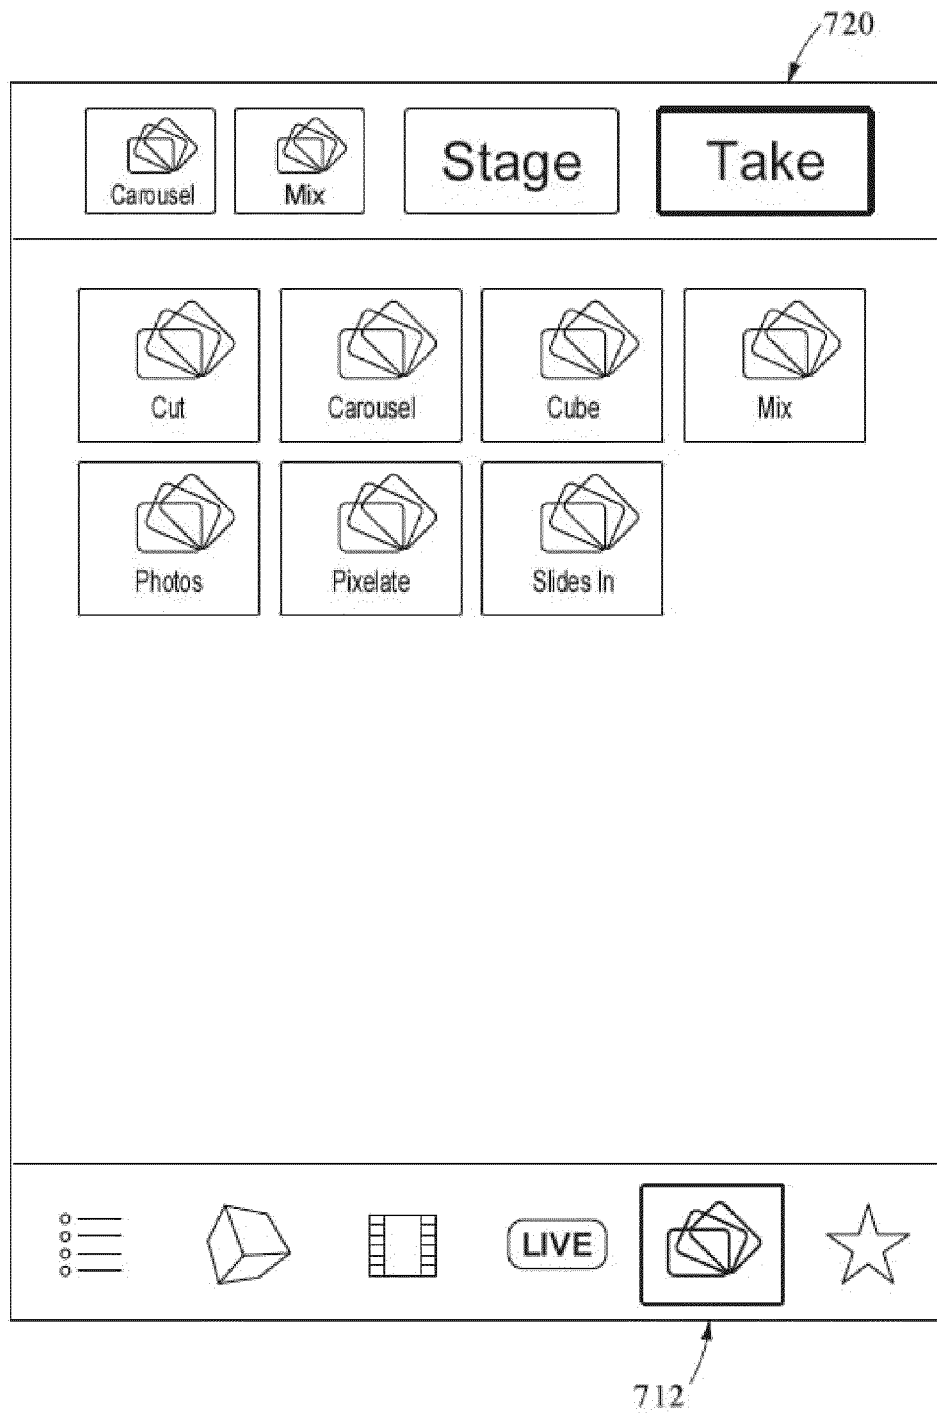 720
Carousel Mix Stage Take
Cut Carousel Cube Mix
Photos Pixelate Slides In
LIVE
712